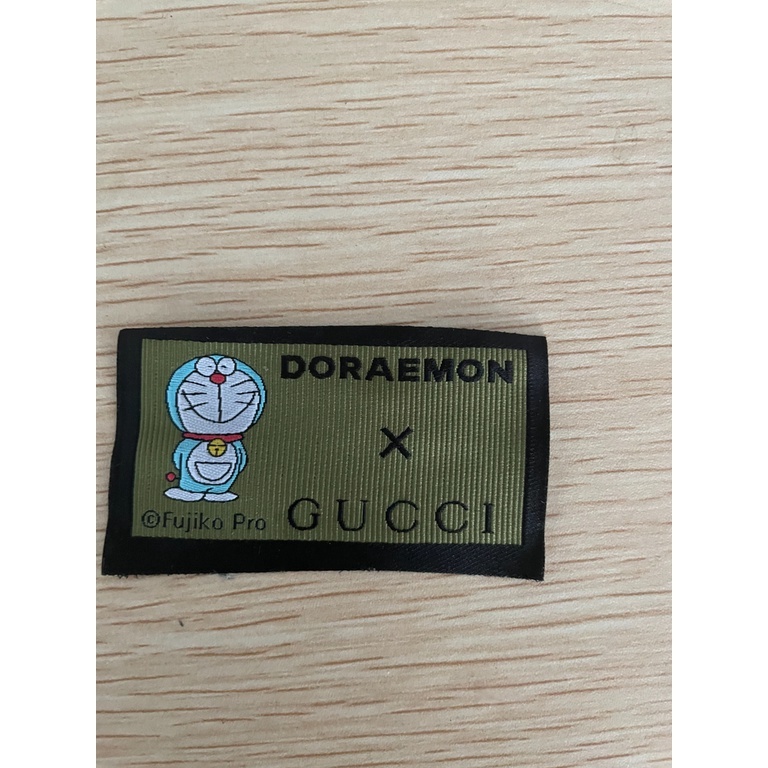 DORAEMON
×
GUCCI
©Fujiko Pro